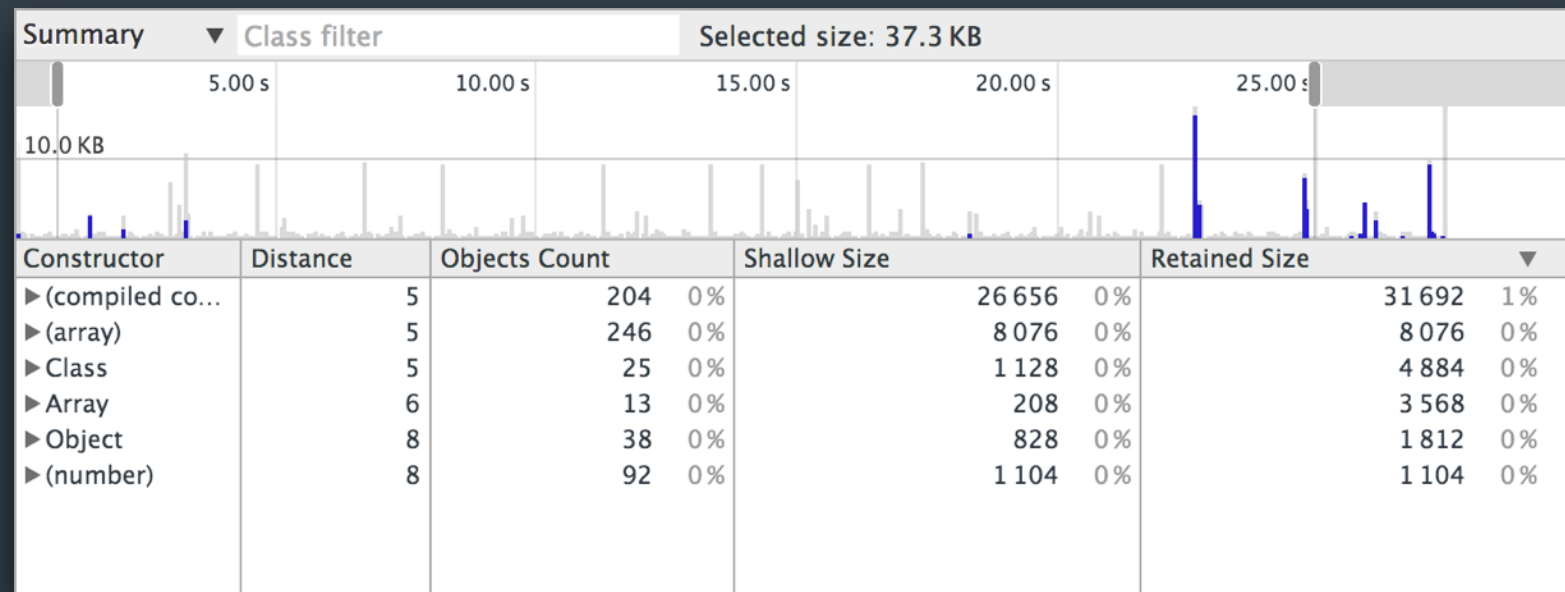 Summary ▼ Class filter Selected size: 37.3 KB
5.00 s 10.00 s 15.00 s 20.00 s 25.00 s
10.0 KB
Constructor Distance Objects Count Shallow Size Retained Size ▼
▶(compiled co... 5 204 0% 26 656 0% 31 692 1%
▶(array) 5 246 0% 8 076 0% 8 076 0%
▶Class 5 25 0% 1 128 0% 4 884 0%
▶Array 6 13 0% 208 0% 3 568 0%
▶Object 8 38 0% 828 0% 1 812 0%
▶(number) 8 92 0% 1 104 0% 1 104 0%